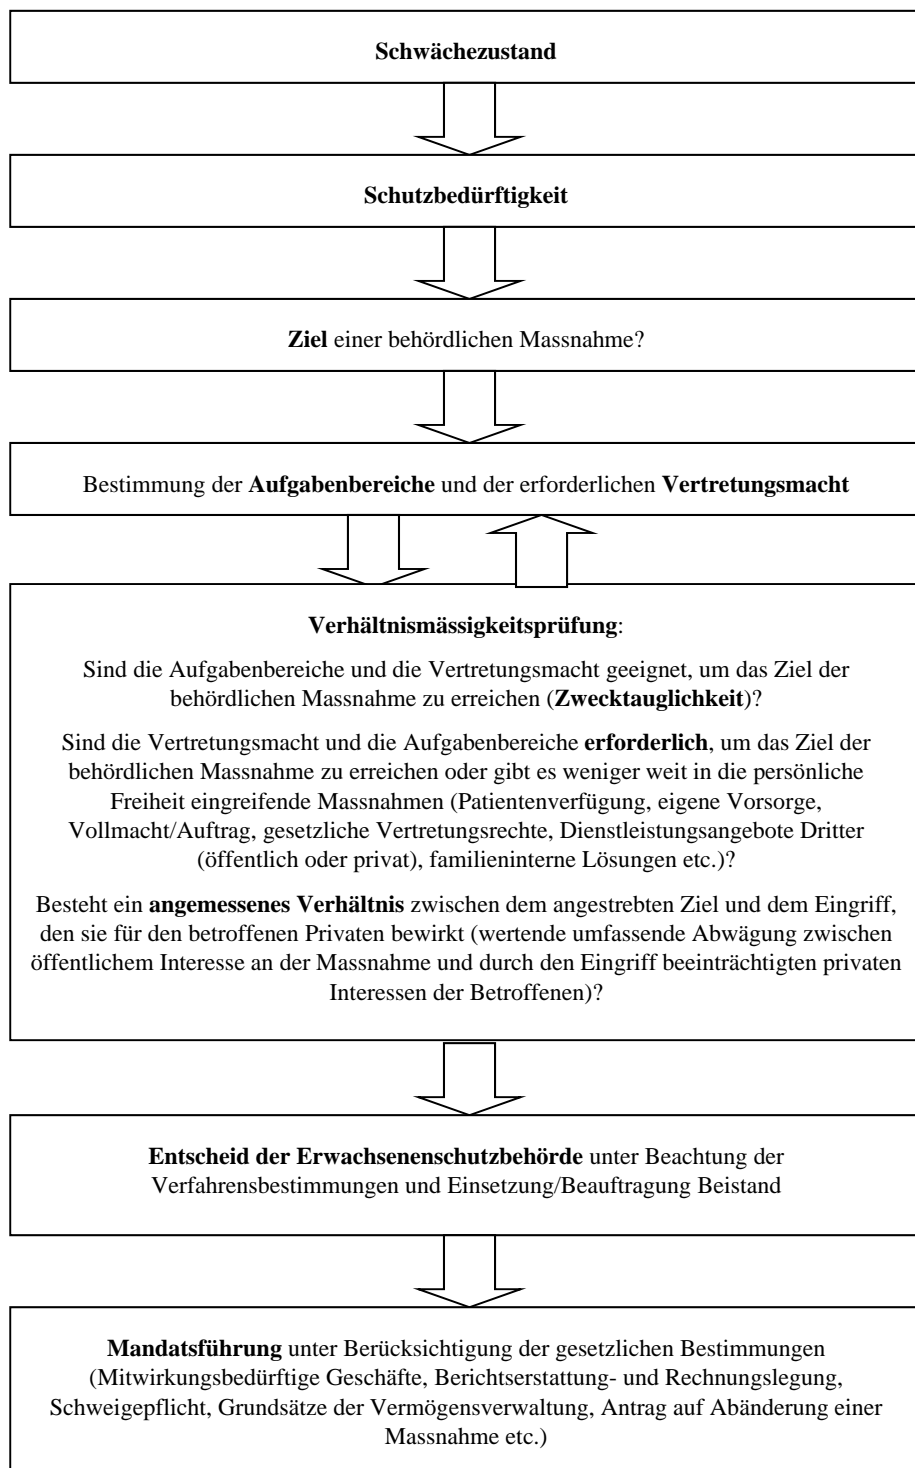 Schwächezustand
Schutzbedürftigkeit
Ziel einer behördlichen Massnahme?
Bestimmung der Aufgabenbereiche und der erforderlichen Vertretungsmacht
Verhältnismässigkeitsprüfung:
Sind die Aufgabenbereiche und die Vertretungsmacht geeignet, um das Ziel der
behördlichen Massnahme zu erreichen (Zwecktauglichkeit)?
Sind die Vertretungsmacht und die Aufgabenbereiche erforderlich, um das Ziel der
behördlichen Massnahme zu erreichen oder gibt es weniger weit in die persönliche
Freiheit eingreifende Massnahmen (Patientenverfügung, eigene Vorsorge,
Vollmacht/Auftrag, gesetzliche Vertretungsrechte, Dienstleistungsangebote Dritter
(öffentlich oder privat), familieninterne Lösungen etc.)?
Besteht ein angemessenes Verhältnis zwischen dem angestrebten Ziel und dem Eingriff,
den sie für den betroffenen Privaten bewirkt (wertende umfassende Abwägung zwischen
öffentlichem Interesse an der Massnahme und durch den Eingriff beeinträchtigten privaten
Interessen der Betroffenen)?
Entscheid der Erwachsenenschutzbehörde unter Beachtung der
Verfahrensbestimmungen und Einsetzung/Beauftragung Beistand
Mandatsführung unter Berücksichtigung der gesetzlichen Bestimmungen
(Mitwirkungsbedürftige Geschäfte, Berichtserstattung- und Rechnungslegung,
Schweigepflicht, Grundsätze der Vermögensverwaltung, Antrag auf Abänderung einer
Massnahme etc.)